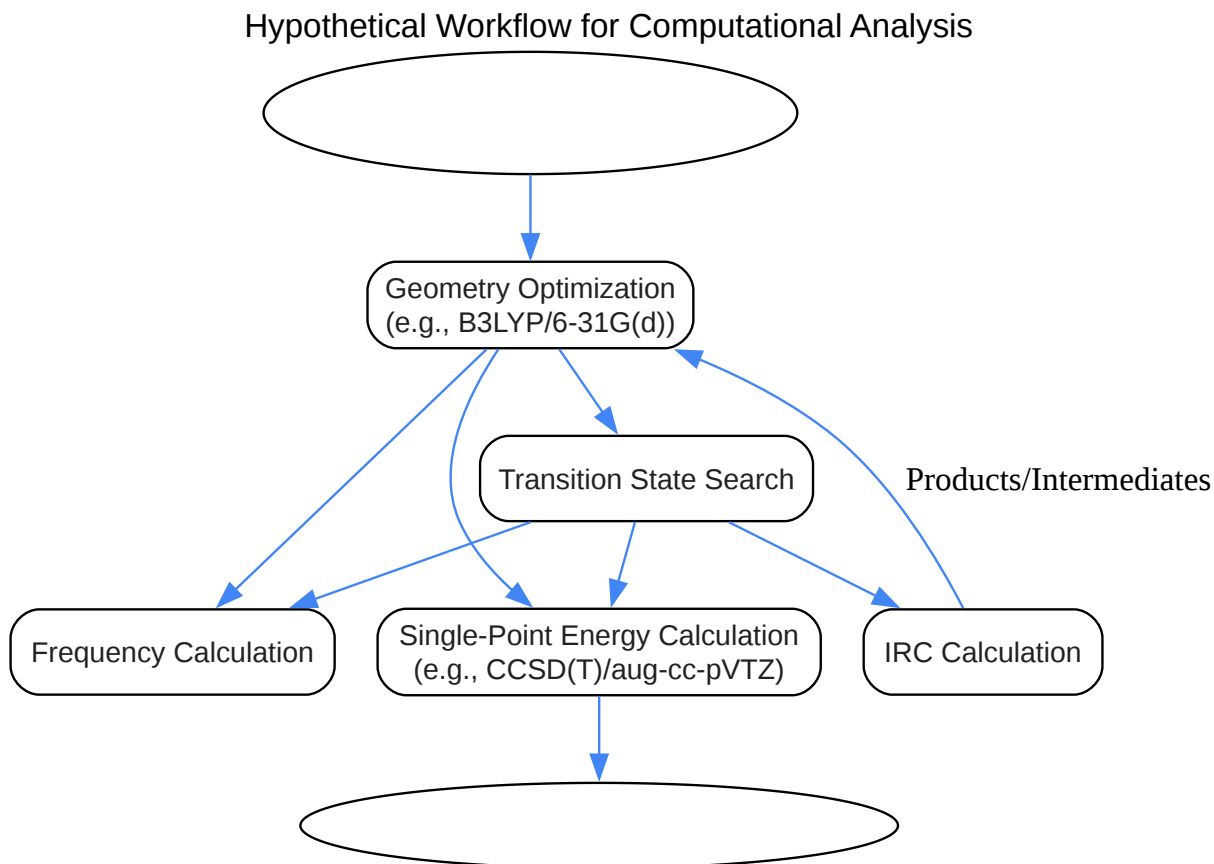 Hypothetical Workflow for Computational Analysis
Geometry Optimization
(e.g., B3LYP/6-31G(d))
Transition State Search
Products/Intermediates
Frequency Calculation
Single-Point Energy Calculation
(e.g., CCSD(T)/aug-cc-pVTZ)
IRC Calculation